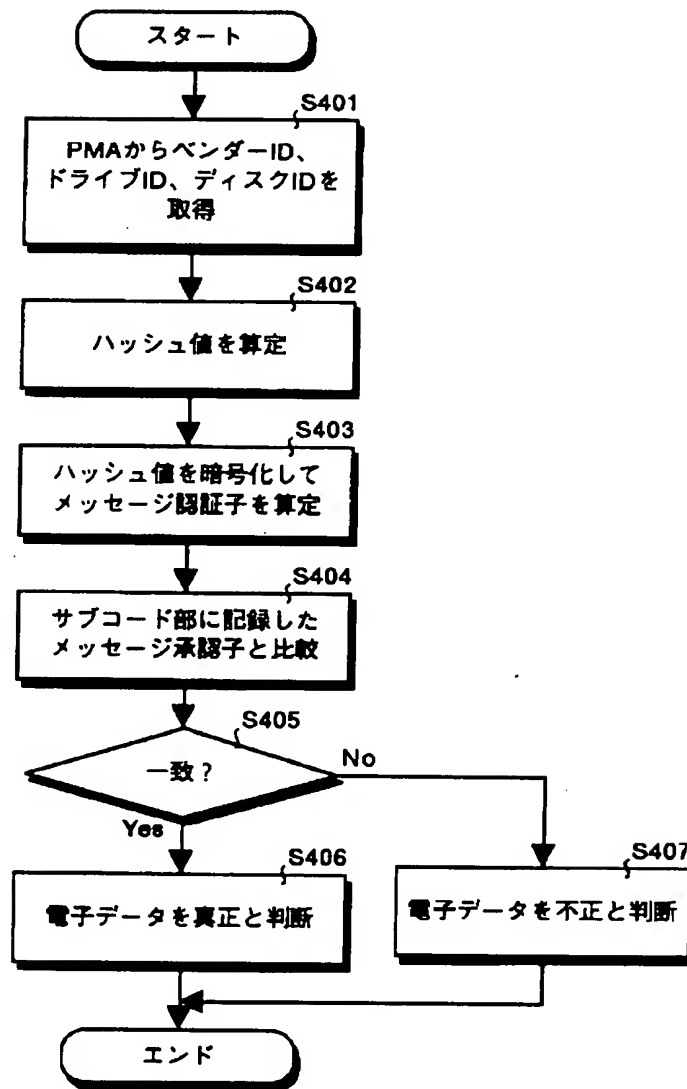 スタート
S401
PMAからベンダーID、
ドライブID、ディスクIDを
取得
S402
ハッシュ値を算定
S403
ハッシュ値を暗号化して
メッセージ認証子を算定
S404
サブコード部に記録した
メッセージ承認子と比較
S405
一致?
No
Yes
S406
電子データを真正と判断
S407
電子データを不正と判断
エンド